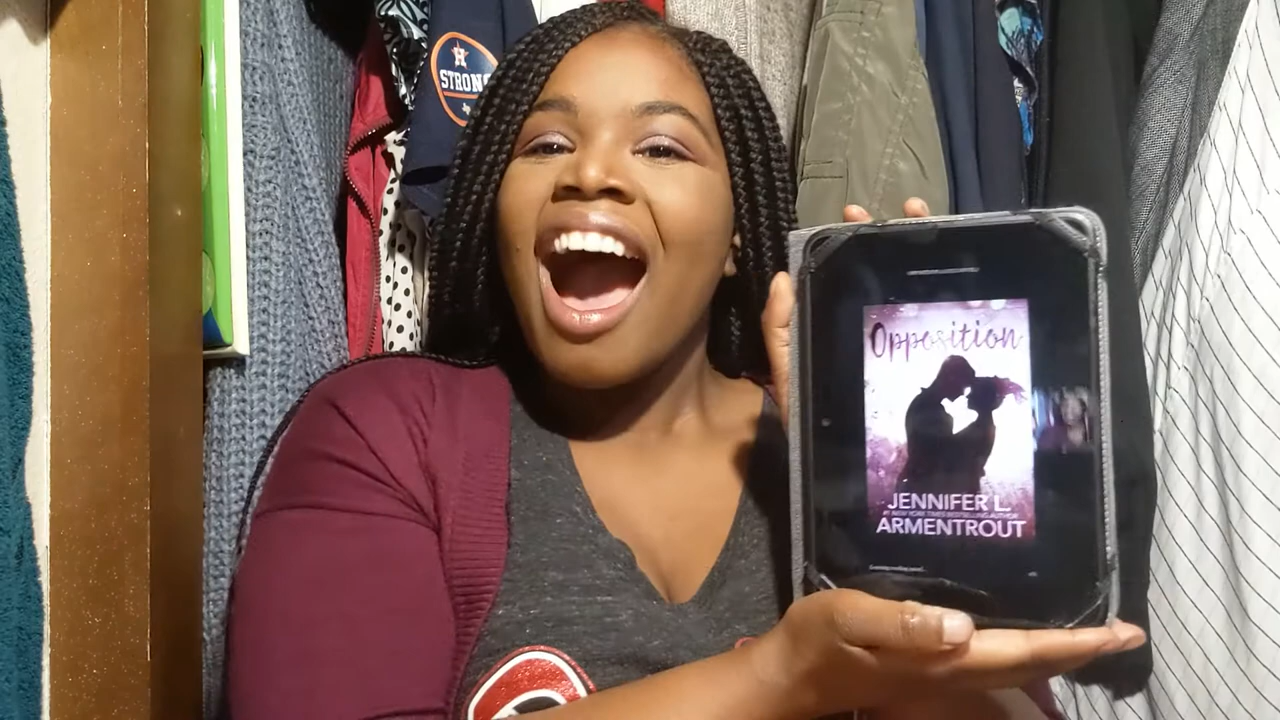 STRONG
Opposition
JENNIFER L.
#1 NEW YORK TIMES BESTSELLING AUTHOR
ARMENTROUT